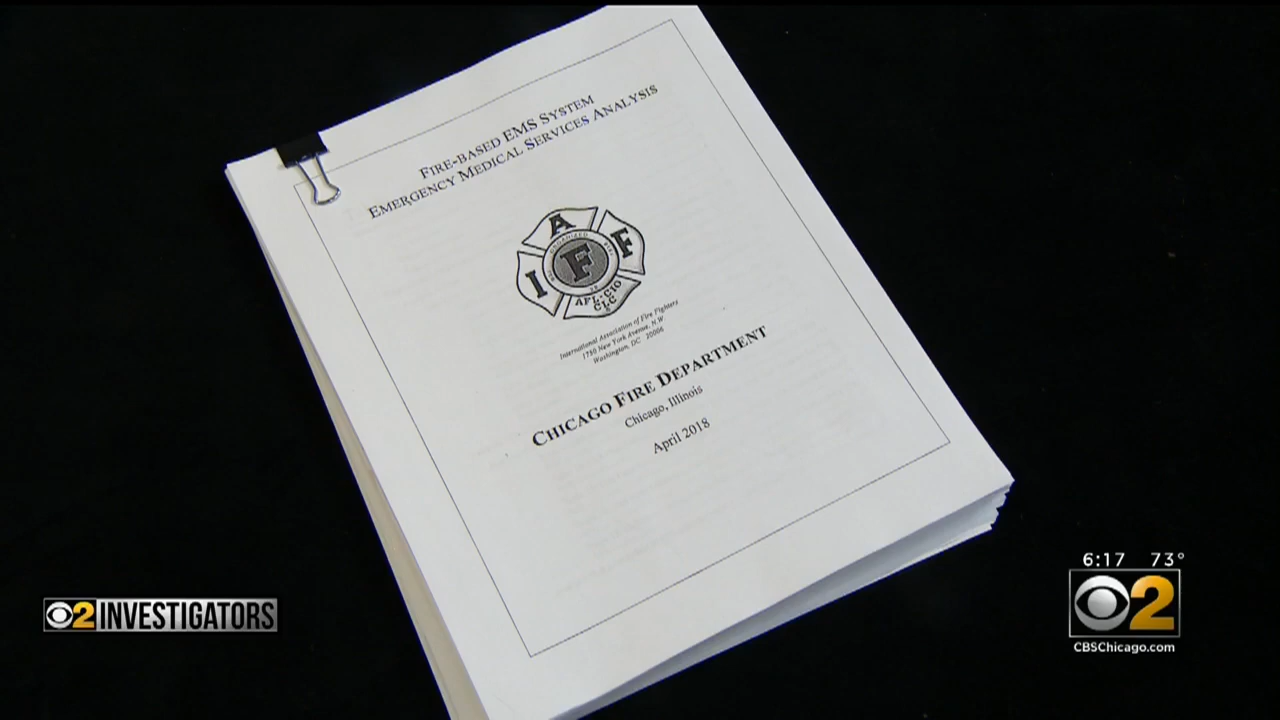 FIRE-BASED EMS SYSTEM
EMERGENCY MEDICAL SERVICES ANALYSIS
I A F F
F
ORGANIZED FIRE
AFL-CIO
CLC
International Association of Fire Fighters
1750 New York Avenue, N.W
Washington, DC 20006
CHICAGO FIRE DEPARTMENT
Chicago, Illinois
April 2018
2 INVESTIGATORS
6:17 73°
2
CBSChicago.com